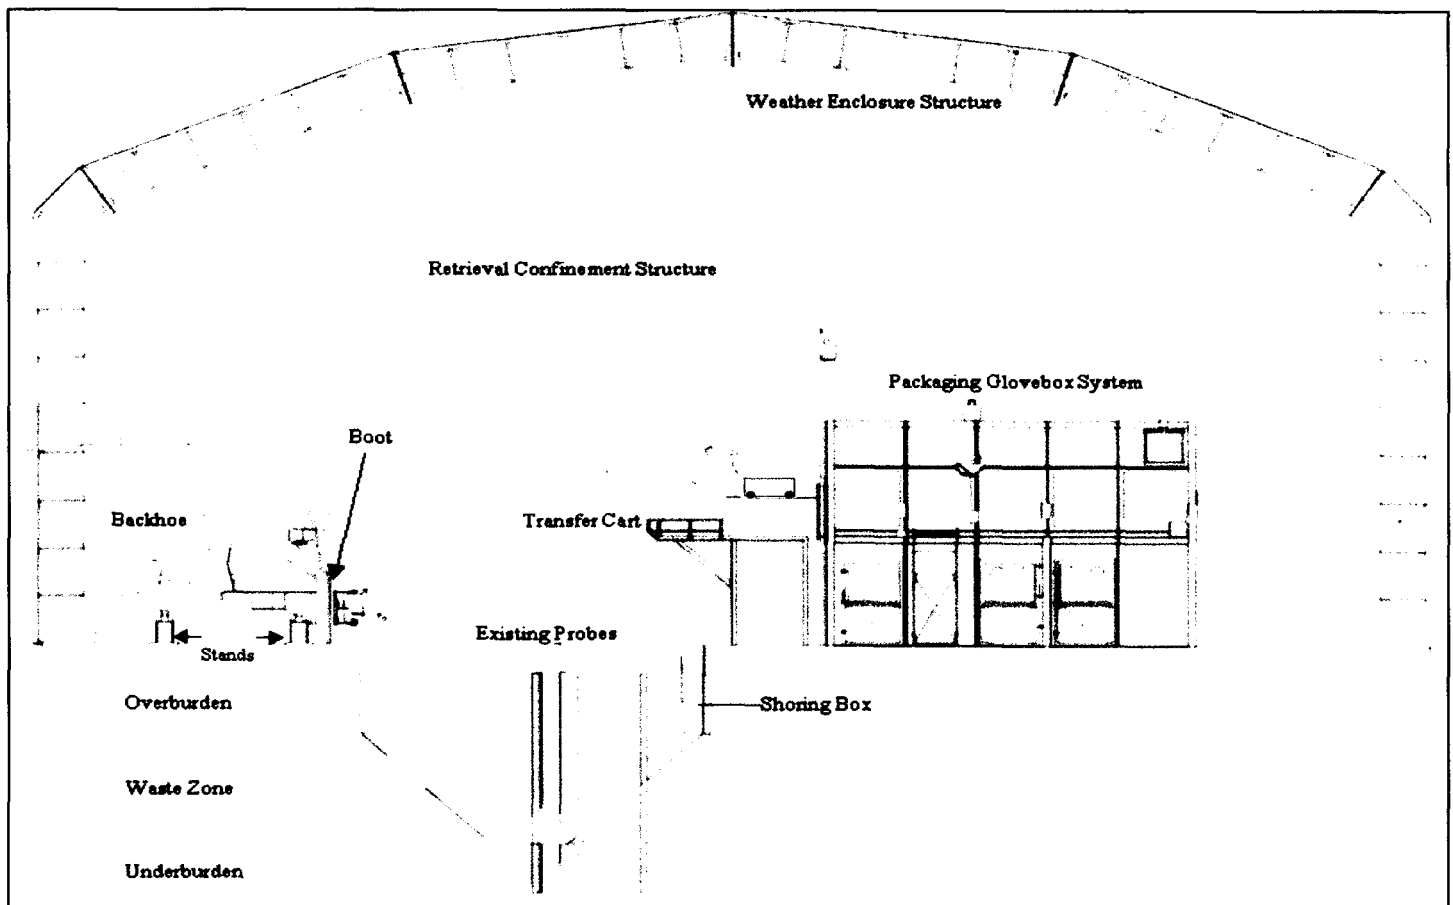 Weather Enclosure Structure
Retrieval Confinement Structure
Packaging Glovebox System
Boot
Backhoe
Transfer Cart
Existing Probes
Stands
Overburden
Shoring Box
Waste Zone
Underburden